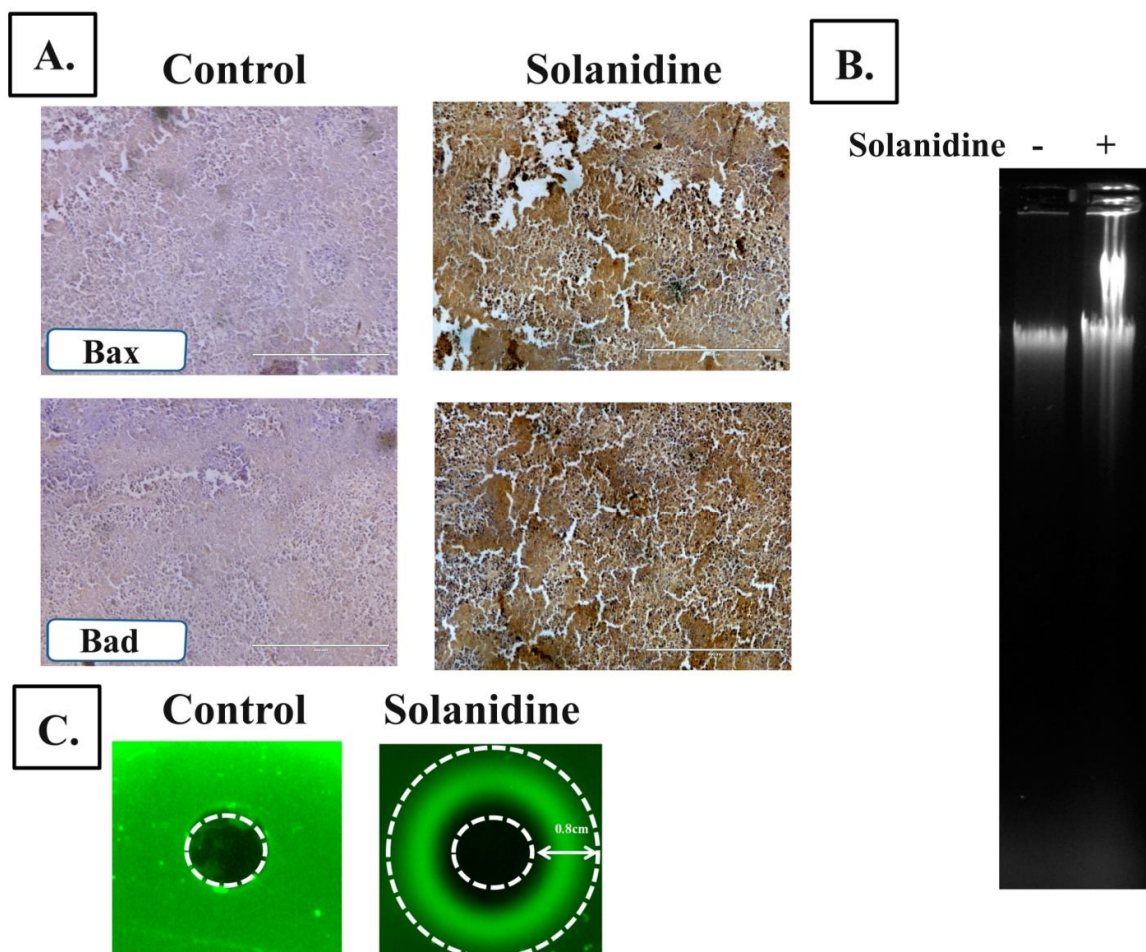 A.
Control
Solanidine
Bax
Bad
B.
Solanidine - +
C.
Control
Solanidine
0.8cm